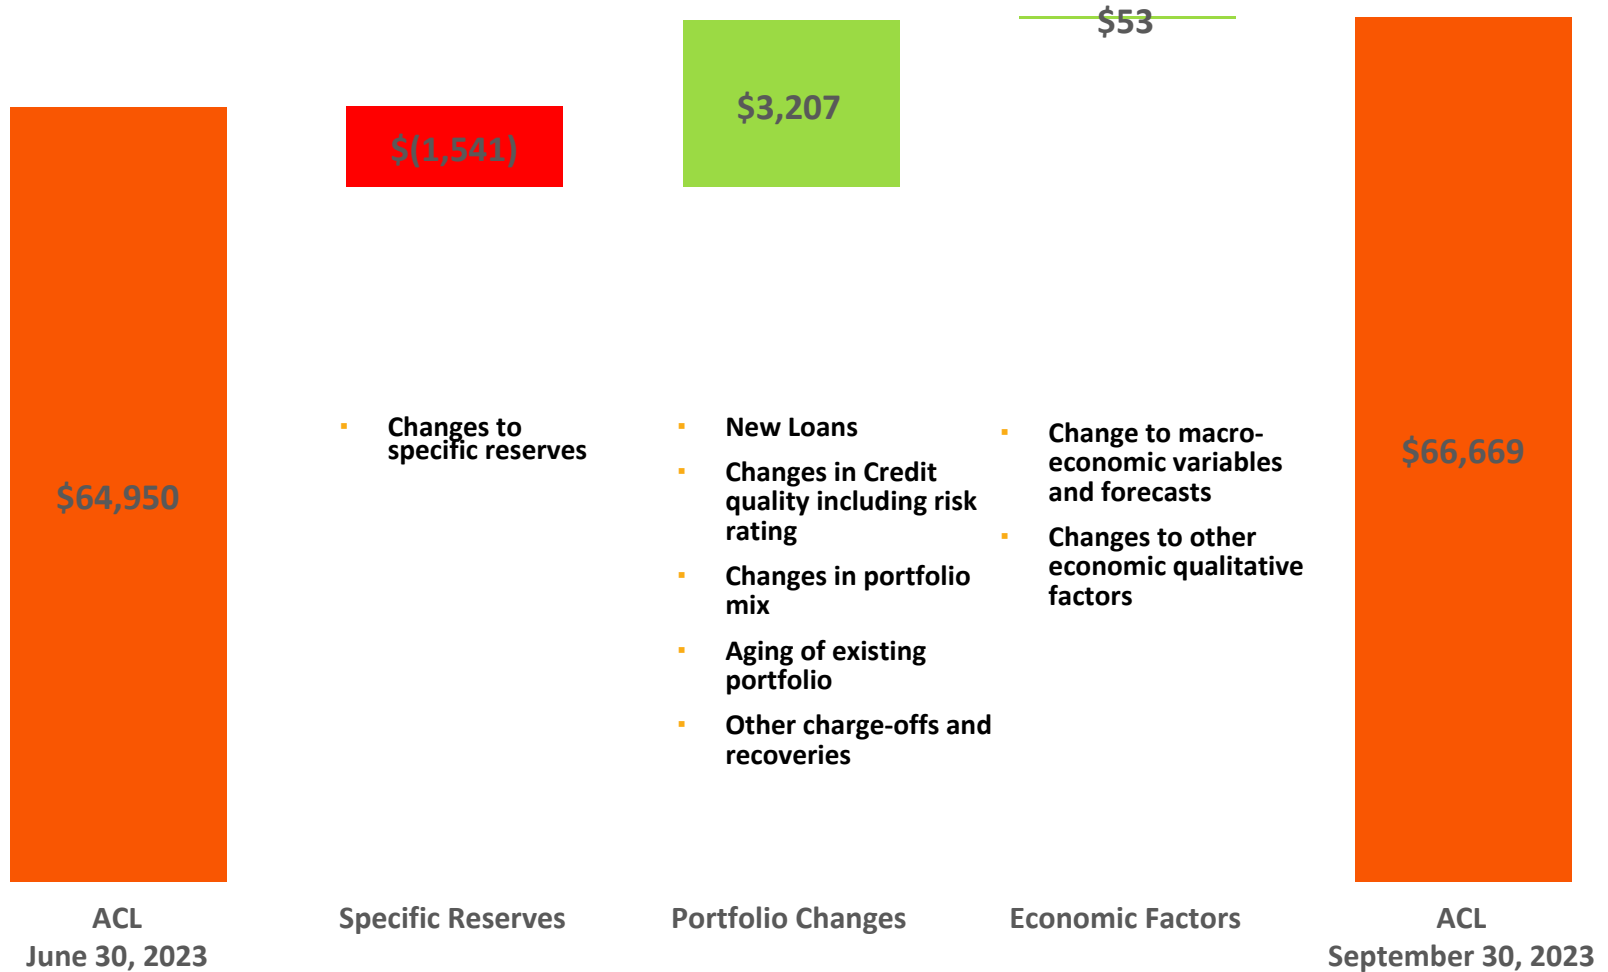 $53
$3,207
$(1,541)
$64,950
$66,669
▪ Changes to
specific reserves
▪ New Loans
▪ Changes in Credit
quality including risk
rating
▪ Changes in portfolio
mix
▪ Aging of existing
portfolio
▪ Other charge-offs and
recoveries
▪ Change to macro-
economic variables
and forecasts
▪ Changes to other
economic qualitative
factors
ACL
June 30, 2023
Specific Reserves
Portfolio Changes
Economic Factors
ACL
September 30, 2023